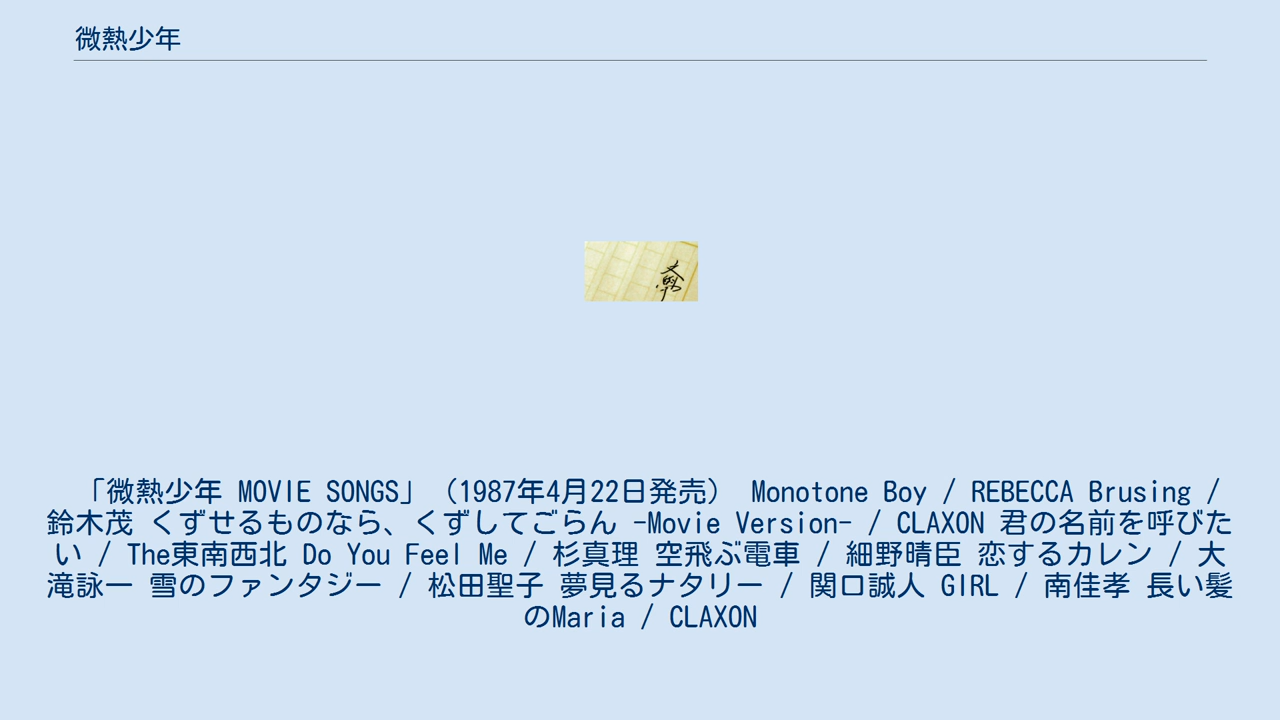 微熱少年
「微熱少年 MOVIE SONGS」（1987年4月22日発売） Monotone Boy / REBECCA Brusing /
鈴木茂 くずせるものなら、くずしてごらん -Movie Version- / CLAXON 君の名前を呼びた
い / The東南西北 Do You Feel Me / 杉真理 空飛ぶ電車 / 細野晴臣 恋するカレン / 大
滝詠一 雪のファンタジー / 松田聖子 夢見るナタリー / 関口誠人 GIRL / 南佳孝 長い髪
のMaria / CLAXON